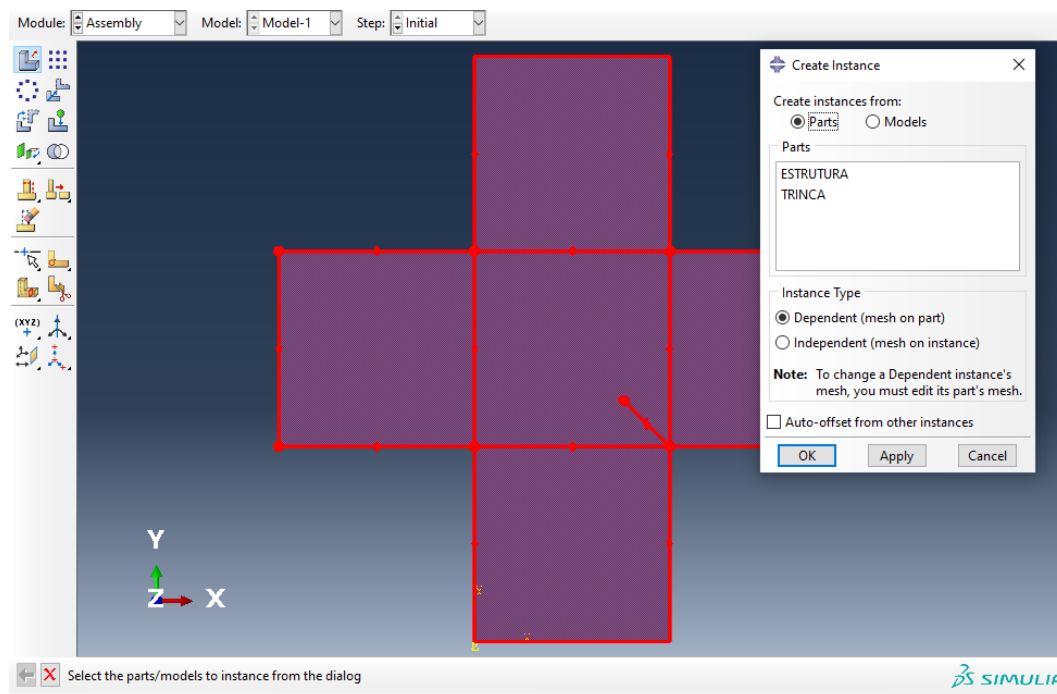 Module: Assembly Model: Model-1 Step: Initial
Create Instance
Create instances from:
Parts Models
Parts
ESTRUTURA
TRINCA
Instance Type
Dependent (mesh on part)
Independent (mesh on instance)
Note: To change a Dependent instance's
mesh, you must edit its part's mesh.
Auto-offset from other instances
OK Apply Cancel
(XYZ)
Y
Z X
Y
X
Z
Select the parts/models to instance from the dialog